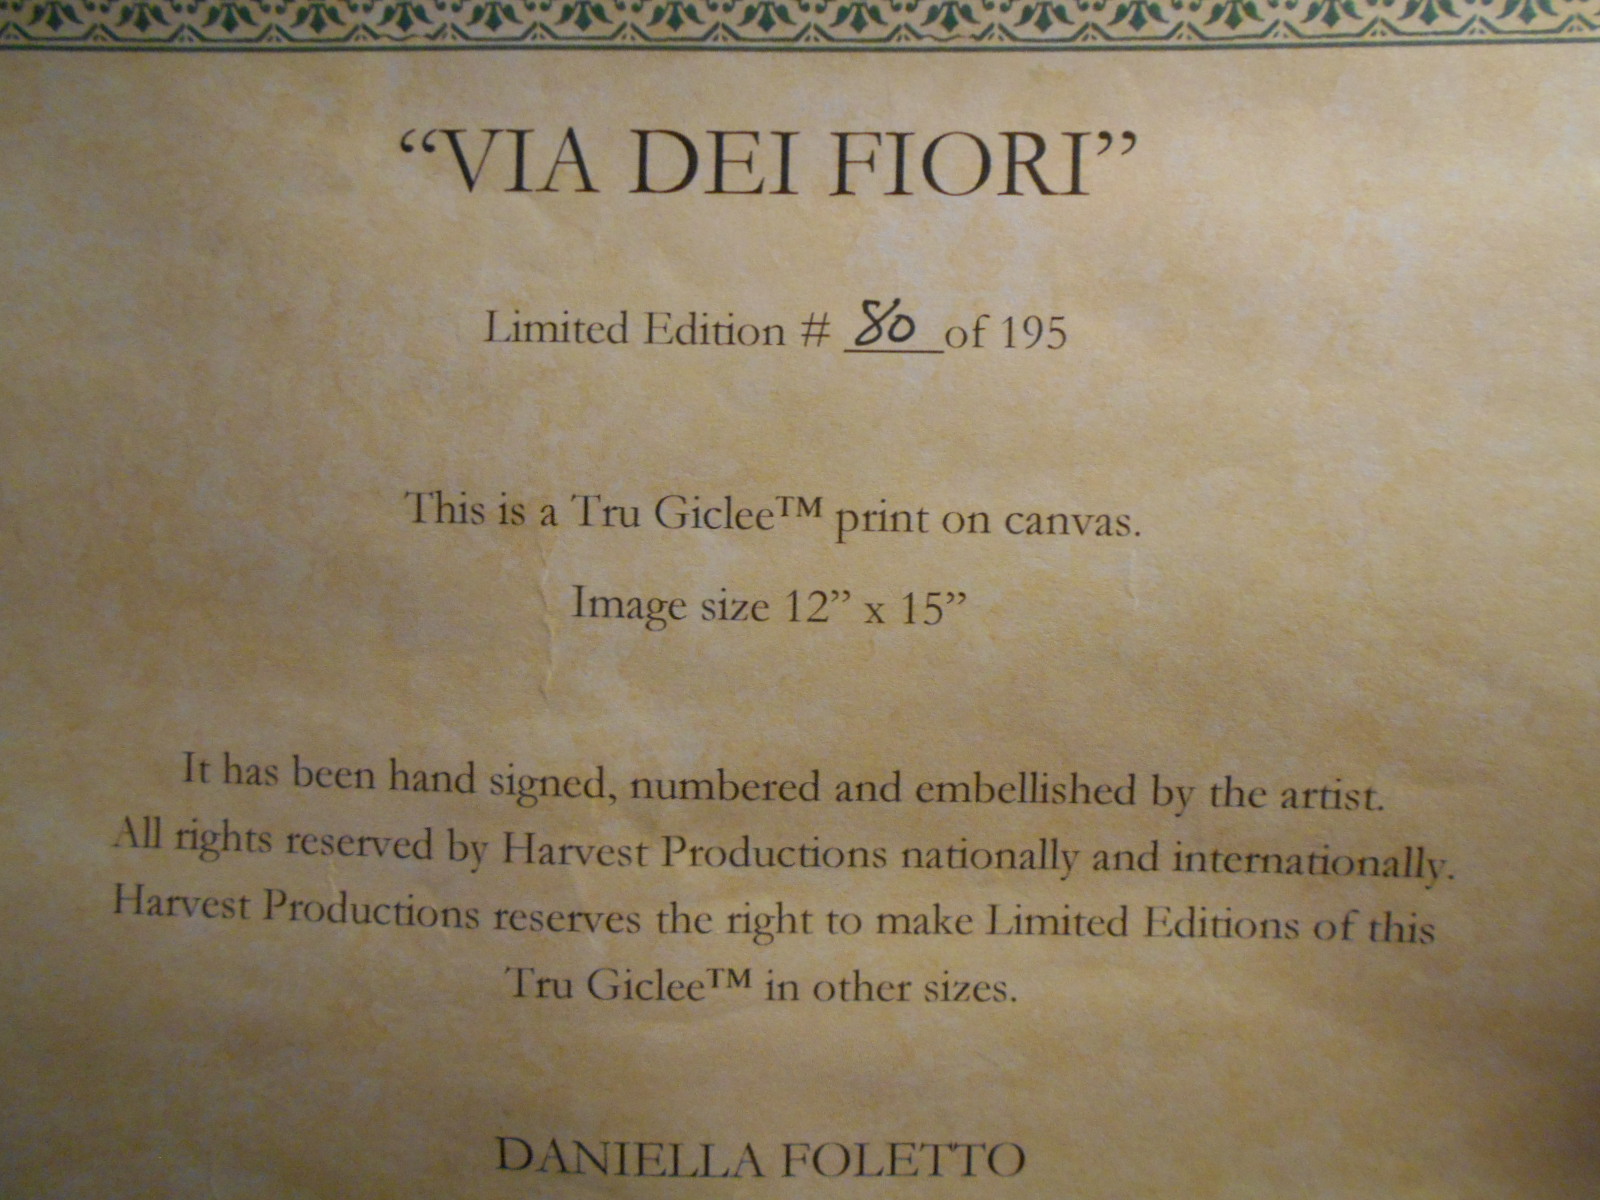 “VIA DEI FIORI”
Limited Edition # 80 of 195
This is a Tru Giclee™ print on canvas.
Image size 12” x 15”
It has been hand signed, numbered and embellished by the artist.
All rights reserved by Harvest Productions nationally and internationally.
Harvest Productions reserves the right to make Limited Editions of this
Tru Giclee™ in other sizes.
DANIELLA FOLETTO